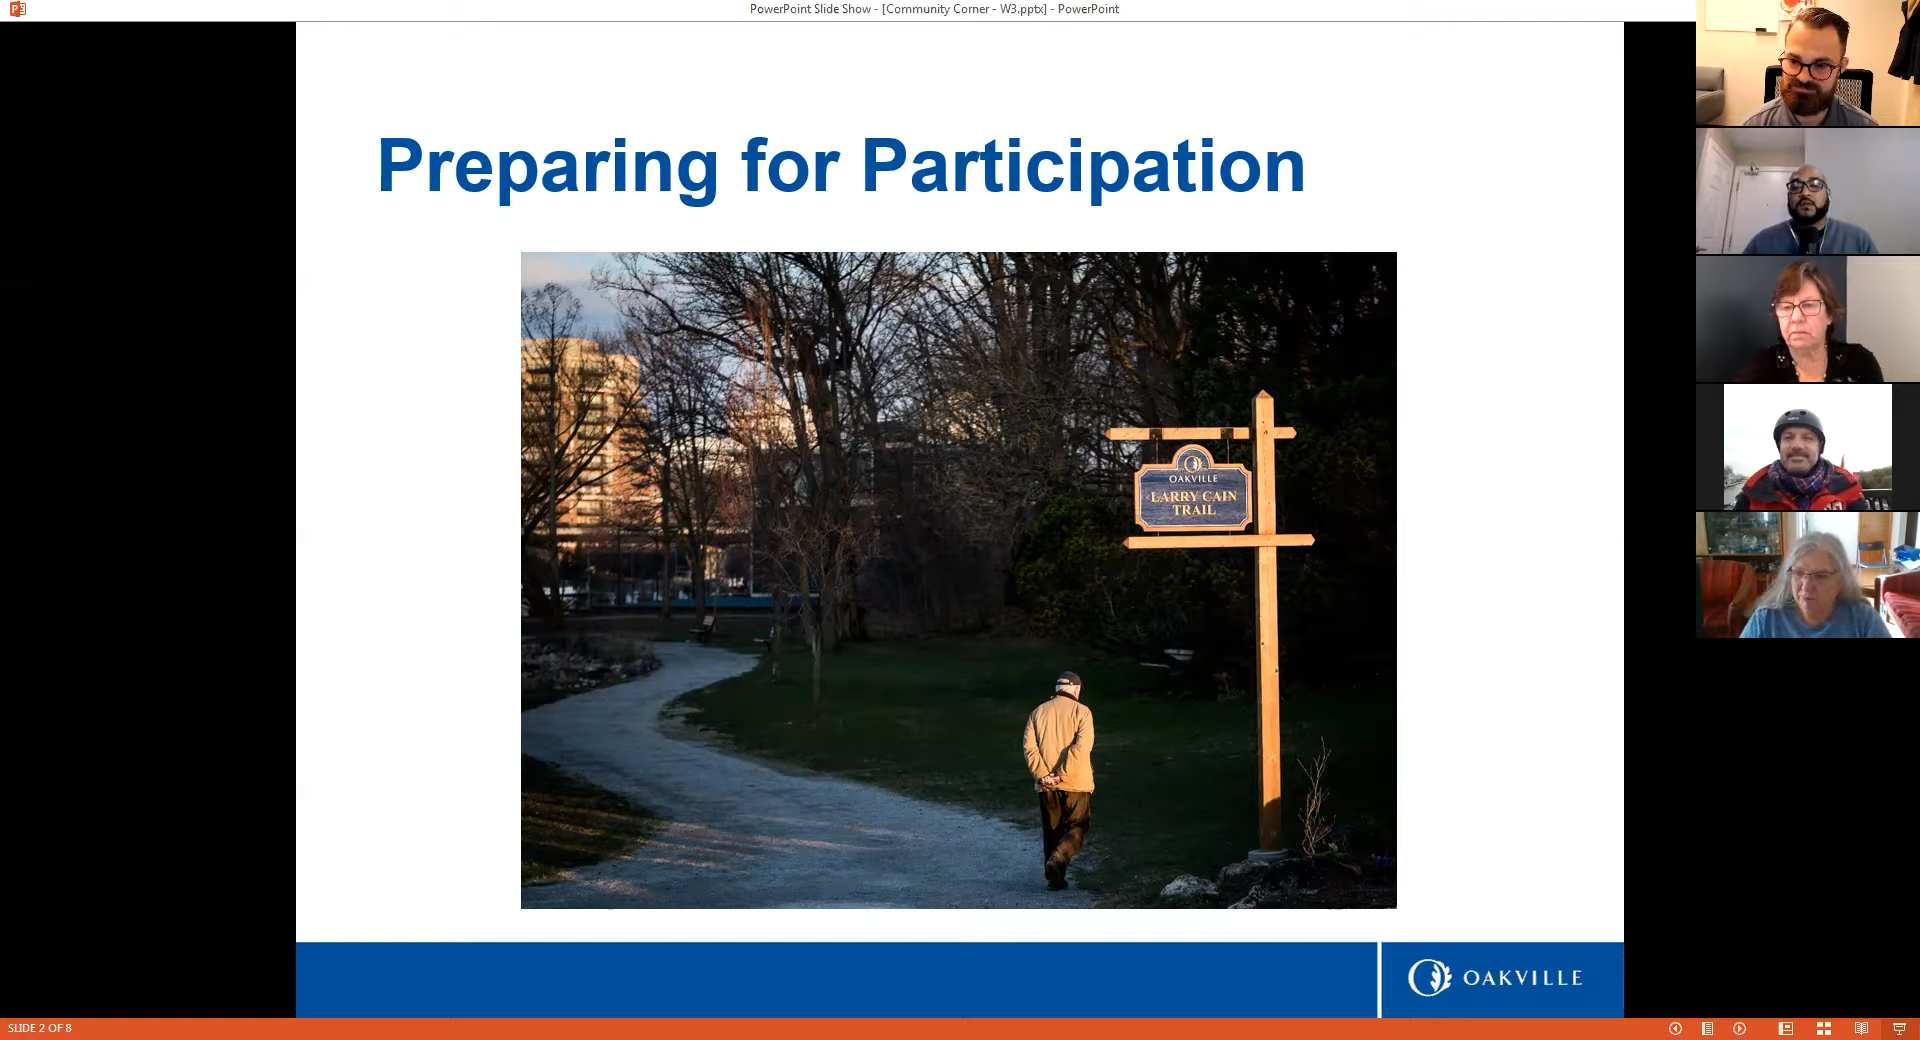 PowerPoint Slide Show - [Community Corner - W3.pptx] - PowerPoint
Preparing for Participation
OAKVILLE
LARRY CAIN
TRAIL
OAKVILLE
SLIDE 2 OF 8